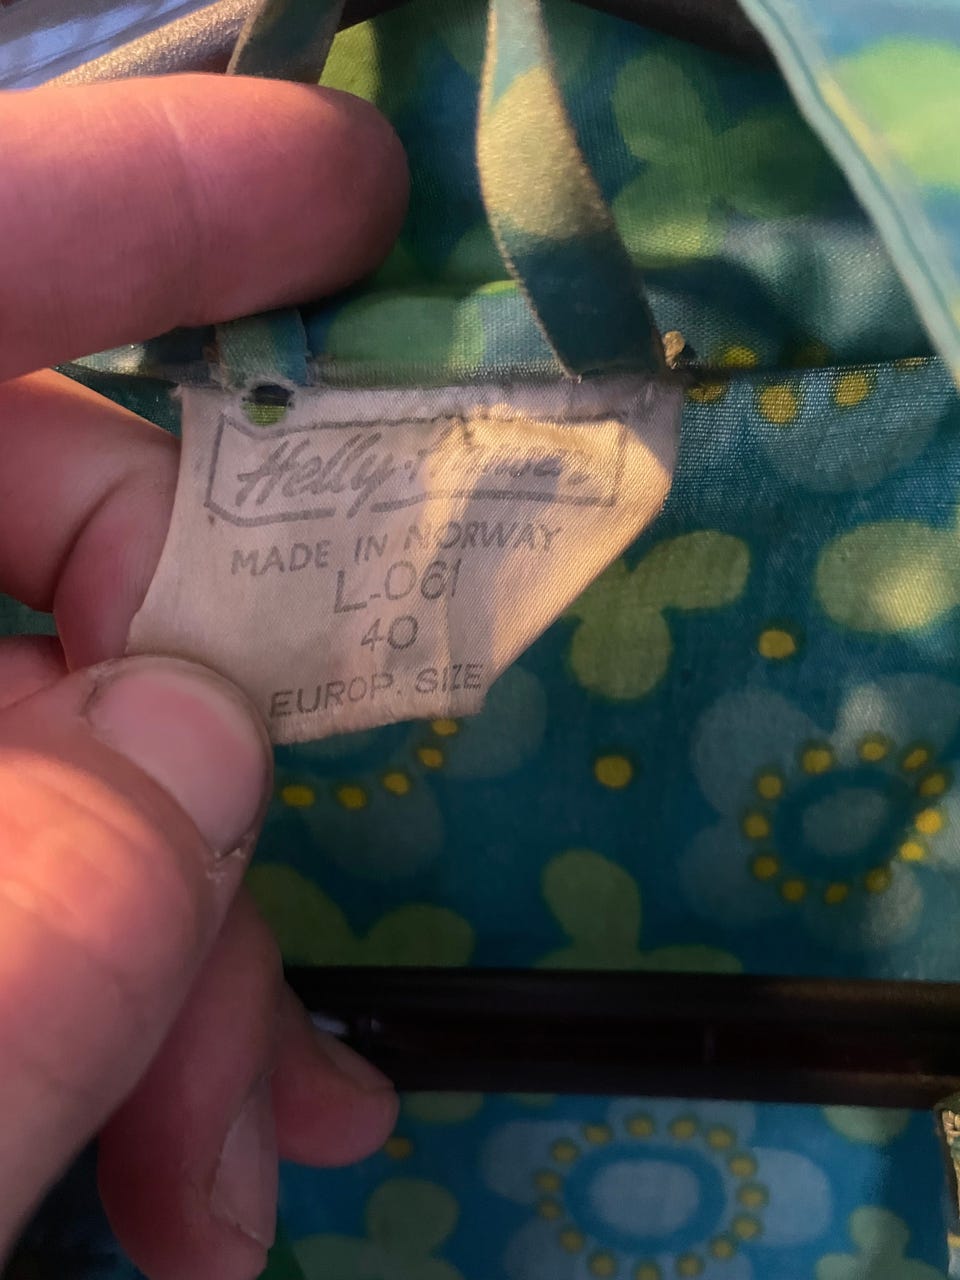 Helly-Hansen
MADE IN NORWAY
L-061
40
EUROP. SIZE